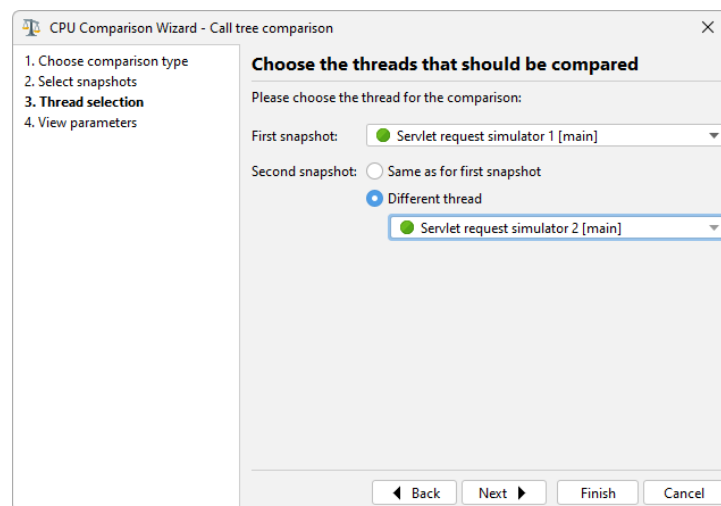 CPU Comparison Wizard - Call tree comparison
1. Choose comparison type
2. Select snapshots
3. Thread selection
4. View parameters
Choose the threads that should be compared
Please choose the thread for the comparison:
First snapshot: Servlet request simulator 1 [main]
Second snapshot: Same as for first snapshot
Different thread
Servlet request simulator 2 [main]
Back Next Finish Cancel